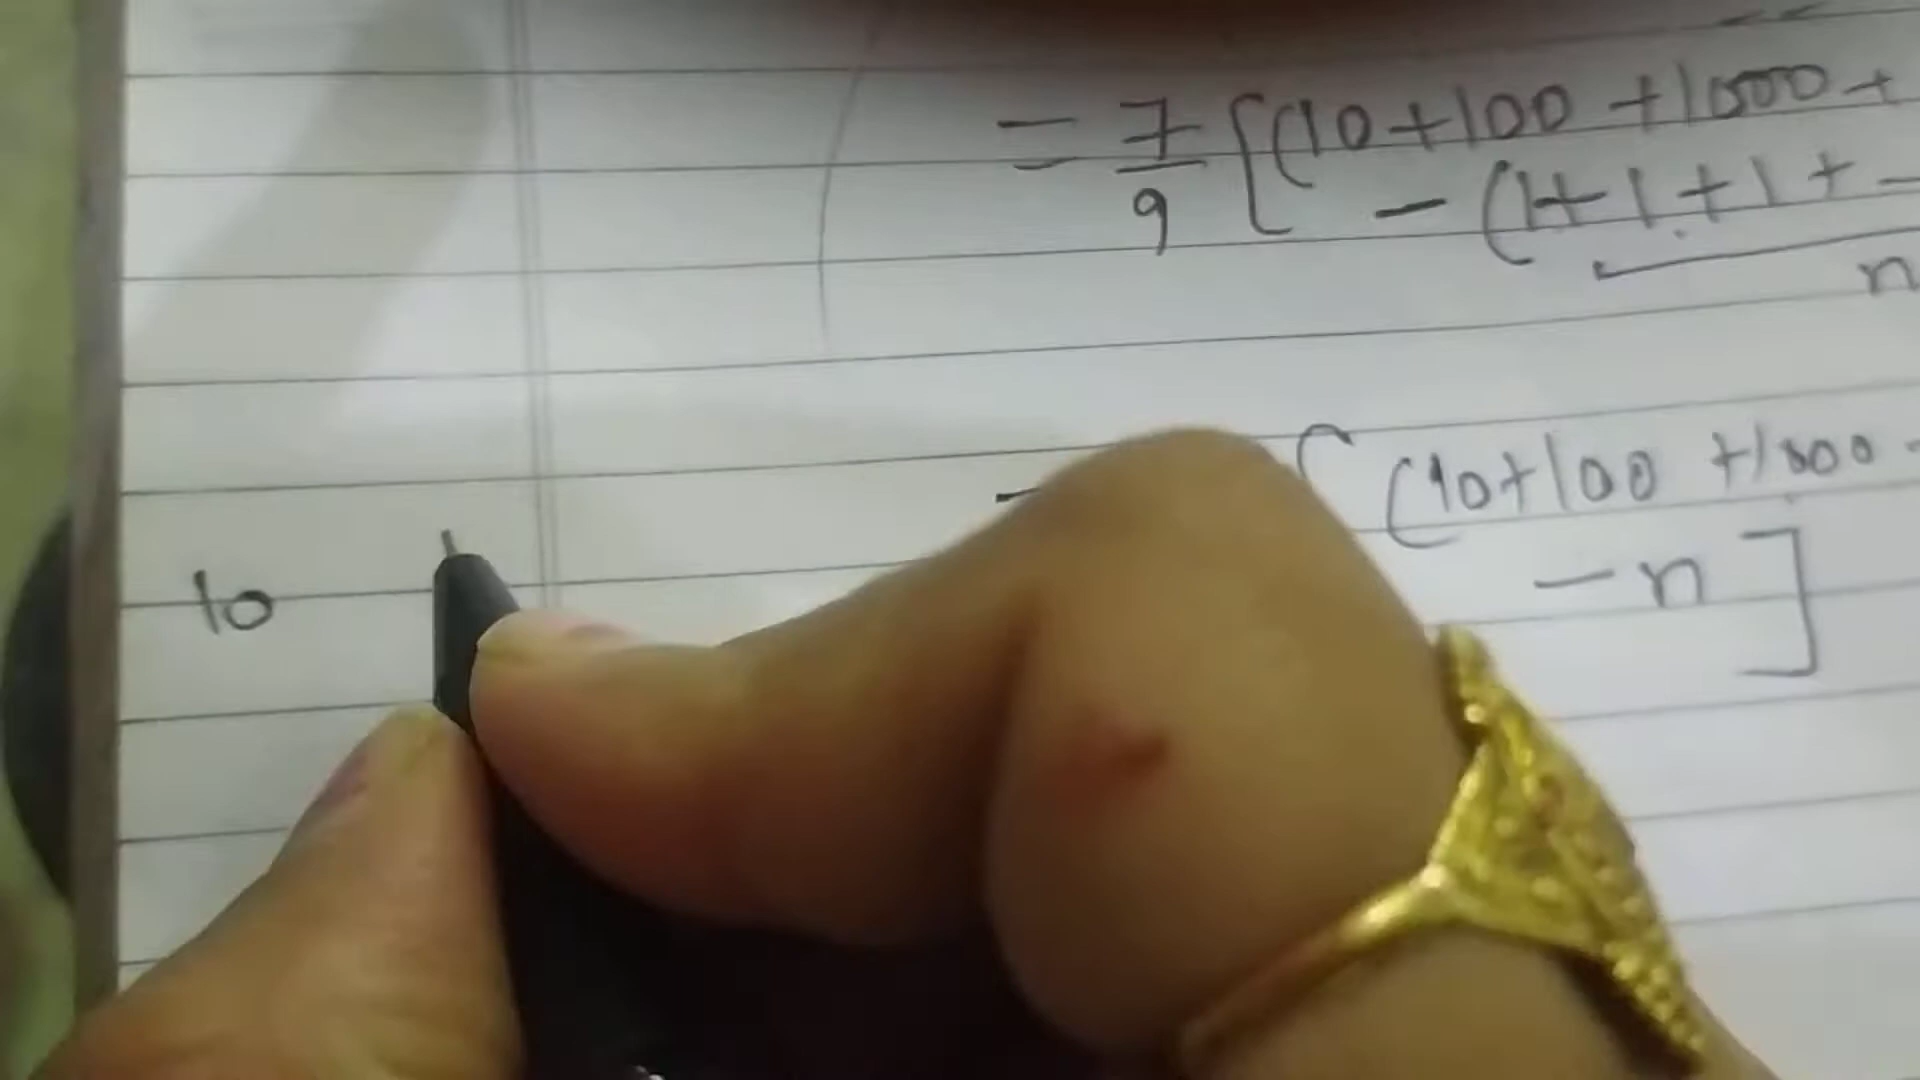 = 7/9 [(10+100+1000+
- (1+1+1+-
n
[(10+100+1000-
- n ]
10